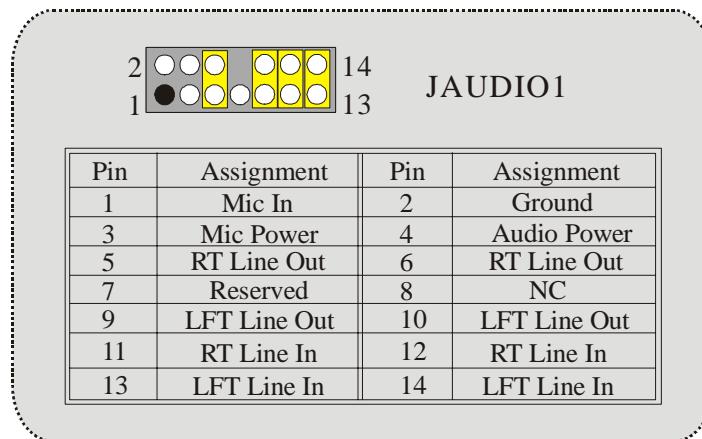 2 14
1 13
JAUDIO1
Pin Assignment Pin Assignment
1 Mic In 2 Ground
3 Mic Power 4 Audio Power
5 RT Line Out 6 RT Line Out
7 Reserved 8 NC
9 LFT Line Out 10 LFT Line Out
11 RT Line In 12 RT Line In
13 LFT Line In 14 LFT Line In